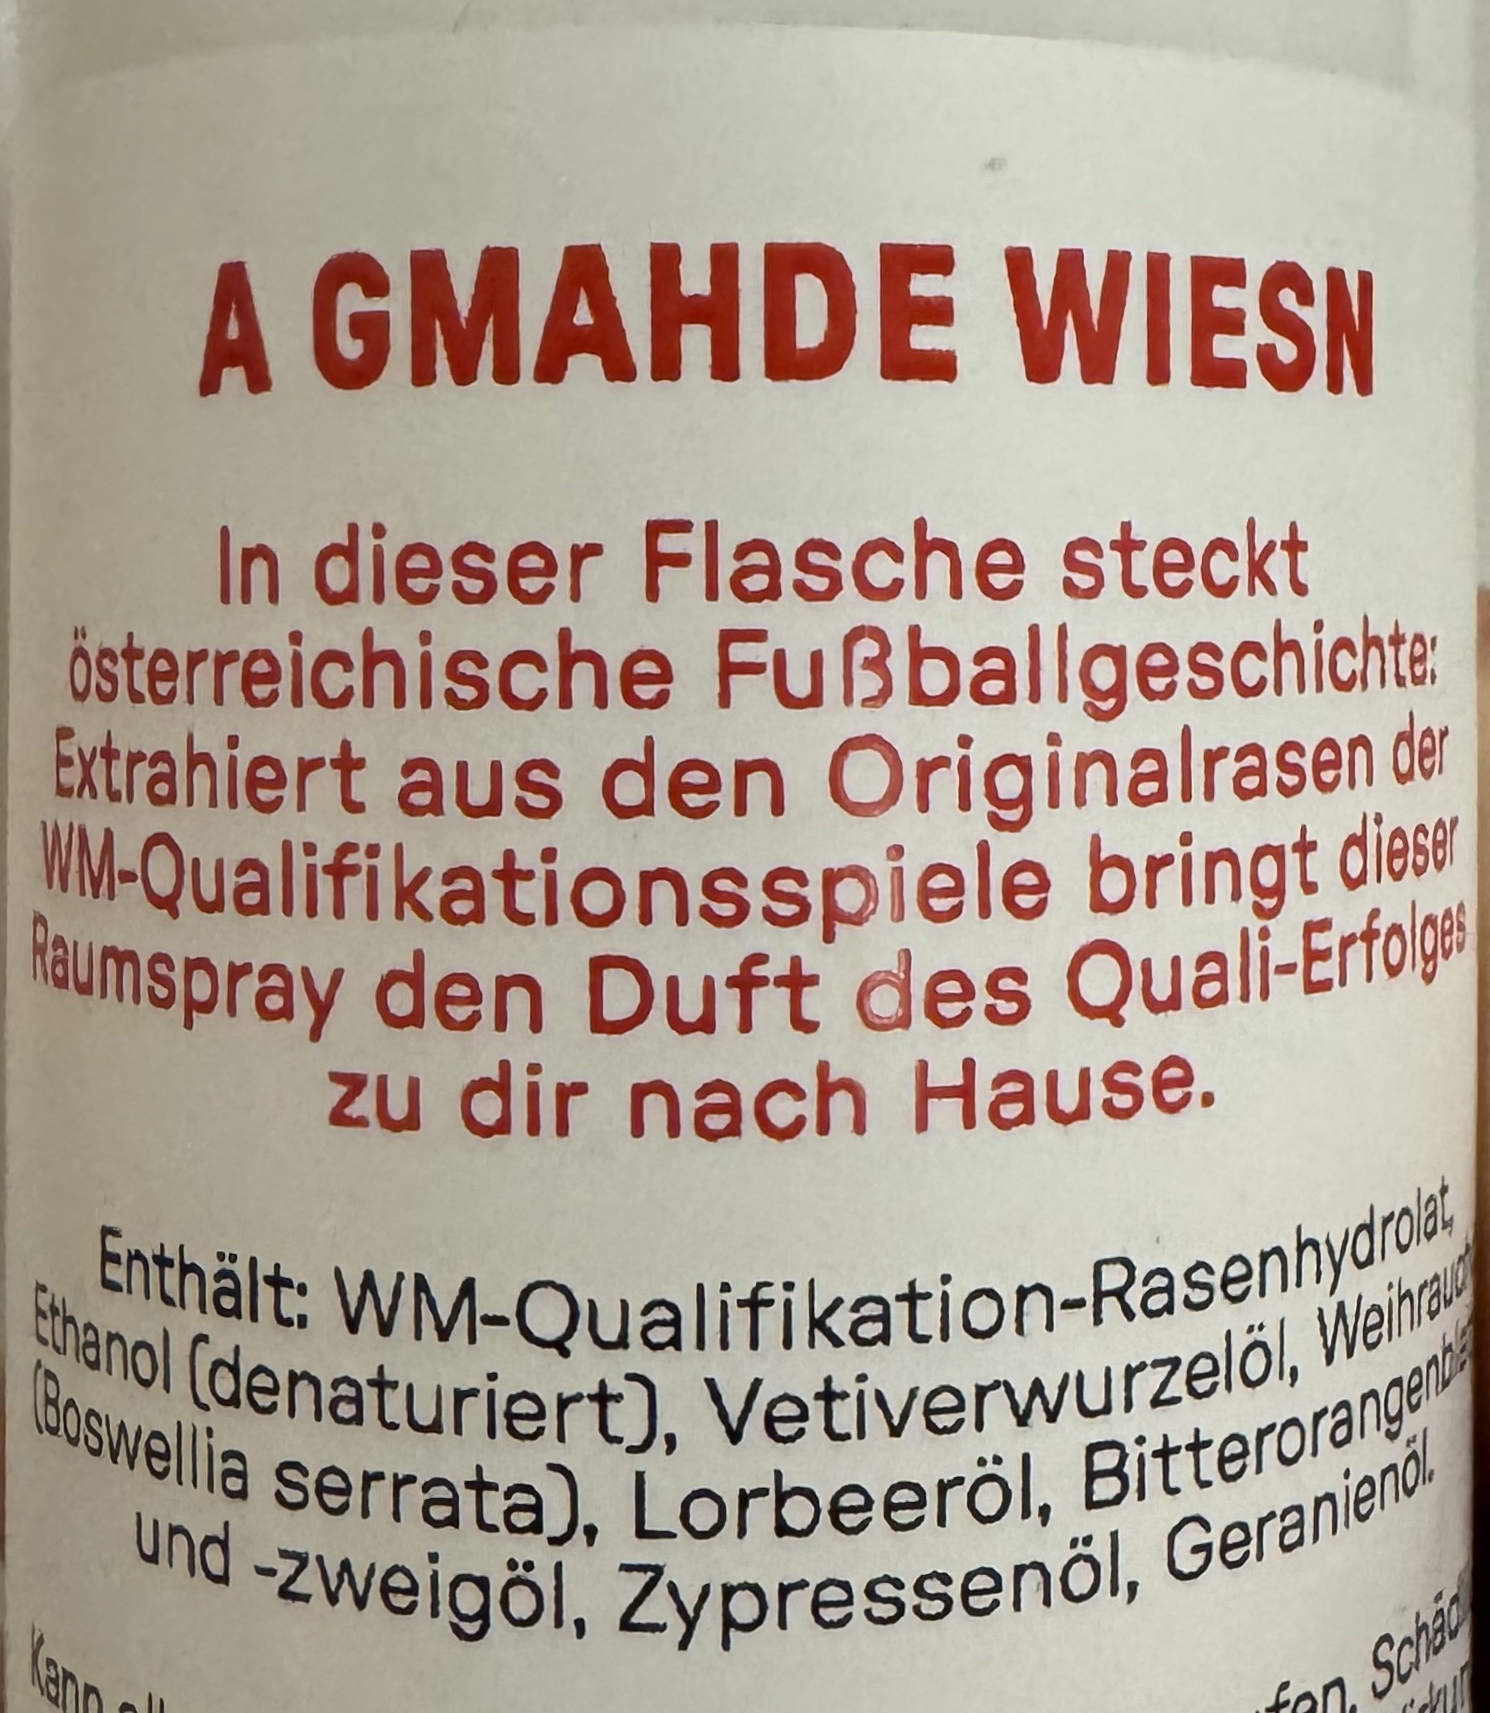 A GMAHDE WIESN
In dieser Flasche steckt
österreichische Fußballgeschichte:
Extrahiert aus den Originalrasen der
WM-Qualifikationsspiele bringt dieser
Raumspray den Duft des Quali-Erfolges
zu dir nach Hause.
Enthält: WM-Qualifikation-Rasenhydrolat,
Ethanol (denaturiert), Vetiverwurzelöl,
(Boswellia serrata), Lorbeeröl,
und -zweigöl, Zypressenöl, Geranienöl.
Kann